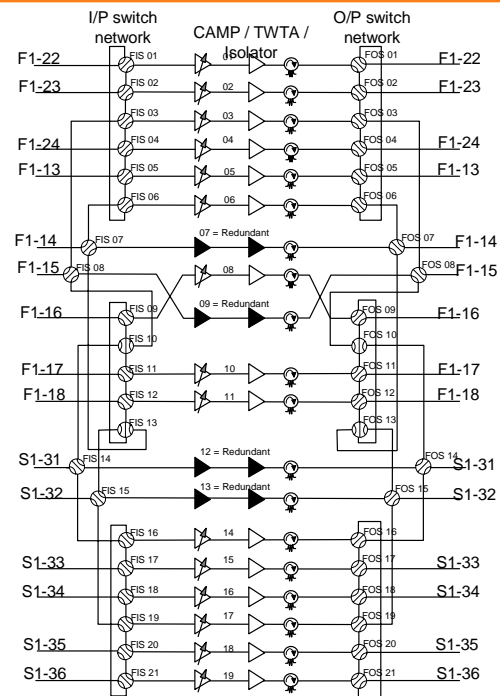 I/P switch
network
CAMP / TWTA /
Isolator
O/P switch
network
F1-22 FIS 01 01 FOS 01 F1-22
F1-23 FIS 02 02 FOS 02 F1-23
FIS 03 03 FOS 03
F1-24 FIS 04 04 FOS 04 F1-24
F1-13 FIS 05 05 FOS 05 F1-13
FIS 06 06 FOS 06
F1-14 FIS 07 07 = Redundant FOS 07 F1-14
F1-15 FIS 08 08 FOS 08 F1-15
09 = Redundant
F1-16 FIS 09 FOS 09 F1-16
FIS 10 FOS 10
F1-17 FIS 11 10 FOS 11 F1-17
F1-18 FIS 12 11 FOS 12 F1-18
FIS 13 FOS 13
S1-31 FIS 14 12 = Redundant FOS 14 S1-31
S1-32 FIS 15 13 = Redundant FOS 15 S1-32
FIS 16 14 FOS 16
S1-33 FIS 17 15 FOS 17 S1-33
S1-34 FIS 18 16 FOS 18 S1-34
FIS 19 17 FOS 19
S1-35 FIS 20 18 FOS 20 S1-35
S1-36 FIS 21 19 FOS 21 S1-36